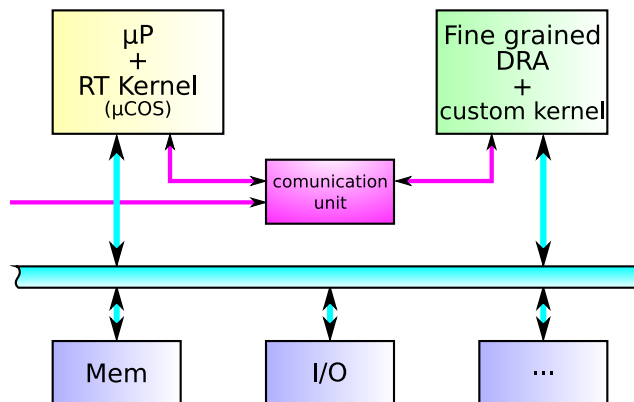 μP
+
RT Kernel
(μCOS)
Fine grained
DRA
+
custom kernel
comunication
unit
Mem
I/O
...